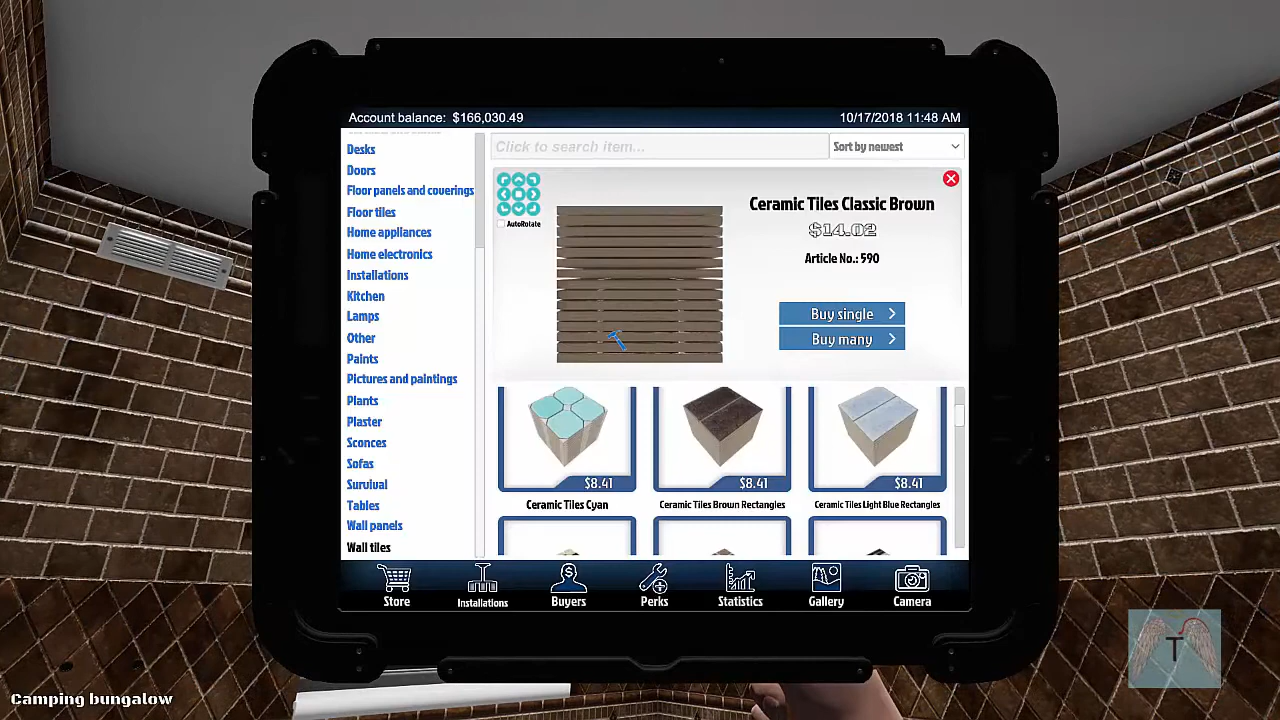 Account balance: $166,030.49
10/17/2018 11:48 AM
Desks
Doors
Floor panels and coverings
Floor tiles
Home appliances
Home electronics
Installations
Kitchen
Lamps
Other
Paints
Pictures and paintings
Plants
Plaster
Sconces
Sofas
Survival
Tables
Wall panels
Wall tiles
Click to search item...
Sort by newest
AutoRotate
Ceramic Tiles Classic Brown
$14.02
Article No.: 590
Buy single
Buy many
$8.41
$8.41
$8.41
Ceramic Tiles Cyan
Ceramic Tiles Brown Rectangles
Ceramic Tiles Light Blue Rectangles
Store
Installations
Buyers
Perks
Statistics
Gallery
Camera
T
Camping bungalow